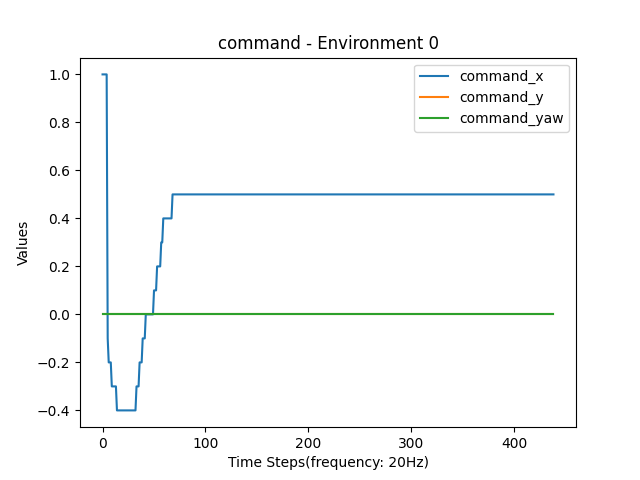 command - Environment 0
command_x
command_y
command_yaw
1.0
0.8
0.6
0.4
0.2
0.0
−0.2
−0.4
Values
0 100 200 300 400
Time Steps(frequency: 20Hz)